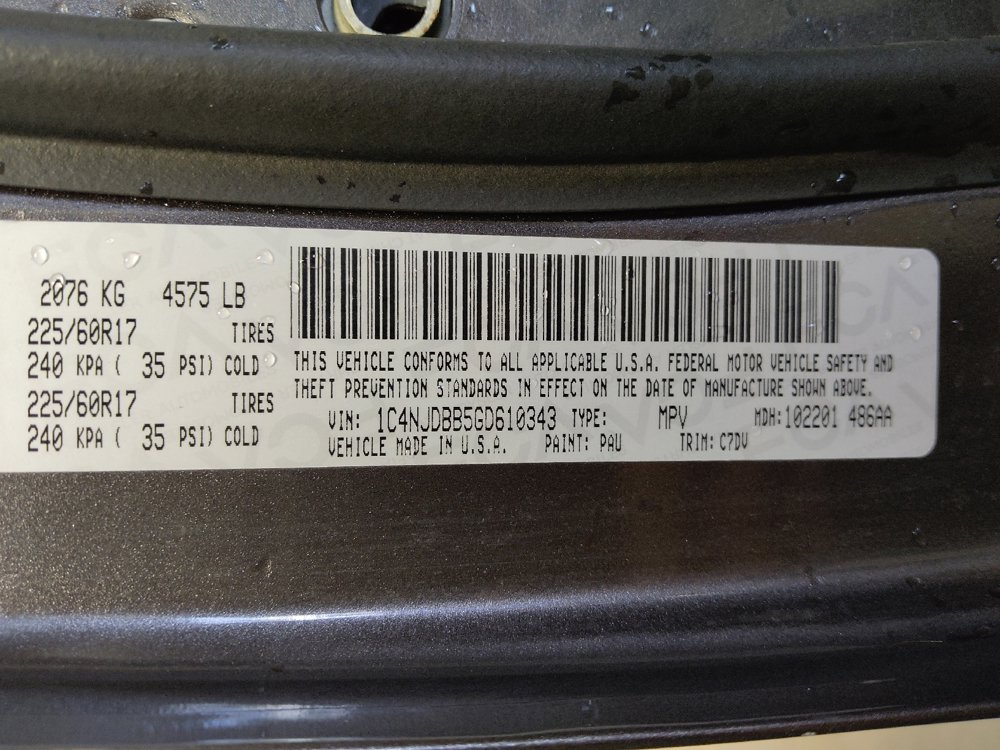 2076 KG 4575 LB
225/60R17 TIRES
240 KPA ( 35 PSI) COLD
225/60R17 TIRES
240 KPA ( 35 PSI) COLD
THIS VEHICLE CONFORMS TO ALL APPLICABLE U.S.A. FEDERAL MOTOR VEHICLE SAFETY AND
THEFT PREVENTION STANDARDS IN EFFECT ON THE DATE OF MANUFACTURE SHOWN ABOVE.
VIN: 1C4NJDBB5GD610343 TYPE: MPV MDH:102201 486AA
VEHICLE MADE IN U.S.A. PAINT: PAU TRIM: C7DV